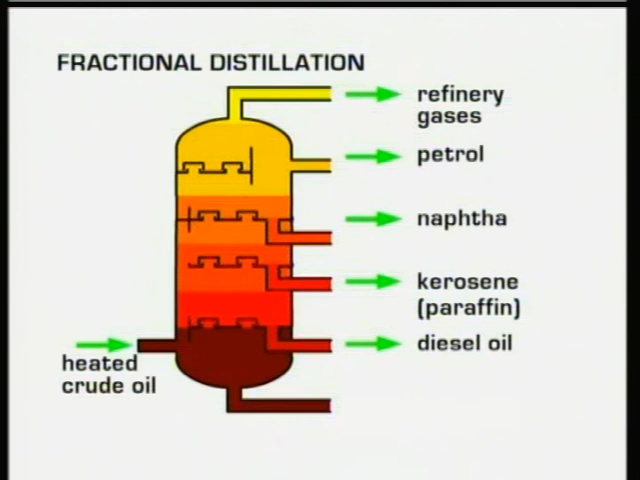 FRACTIONAL DISTILLATION
refinery
gases
petrol
naphtha
kerosene
(paraffin)
diesel oil
heated
crude oil